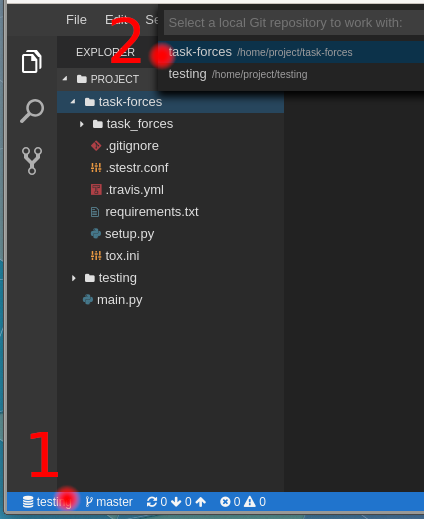 File Edit Se
Select a local Git repository to work with:
2
EXPLORER
task-forces /home/project/task-forces
testing /home/project/testing
PROJECT
task-forces
task_forces
.gitignore
.stestr.conf
.travis.yml
requirements.txt
setup.py
tox.ini
testing
main.py
1
testing master 0 0 0 0